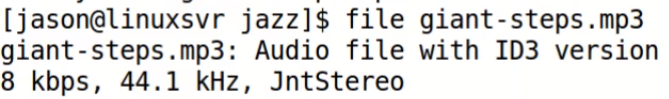 [jason@linuxsvr jazz]$ file giant-steps.mp3
giant-steps.mp3: Audio file with ID3 version
8 kbps, 44.1 kHz, JntStereo